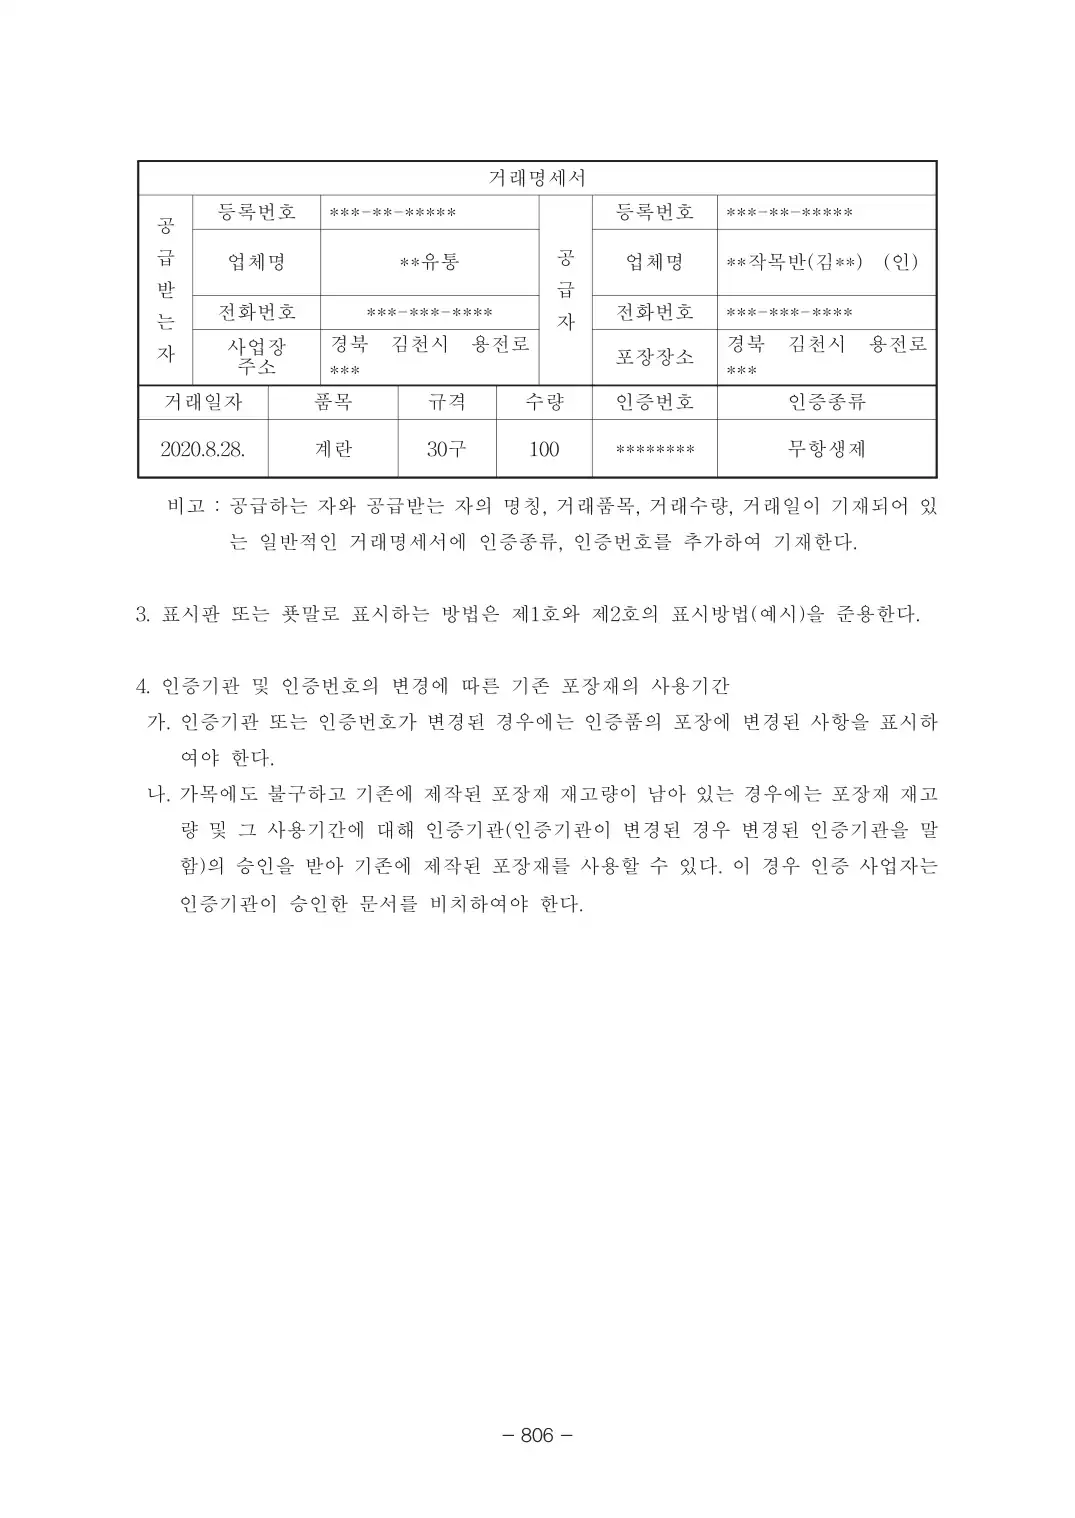 거래명세서
공급받는자 등록번호 ***-**-***** 공급자 등록번호 ***-**-*****
업체명 **유통 업체명 **작목반(김**) (인)
전화번호 ***-***-**** 전화번호 ***-***-****
사업장 주소 경북 김천시 용전로 *** 포장장소 경북 김천시 용전로 ***
거래일자 품목 규격 수량 인증번호 인증종류
2020.8.28. 계란 30구 100 ******** 무항생제
비고 : 공급하는 자와 공급받는 자의 명칭, 거래품목, 거래수량, 거래일이 기재되어 있
는 일반적인 거래명세서에 인증종류, 인증번호를 추가하여 기재한다.
3. 표시판 또는 푯말로 표시하는 방법은 제1호와 제2호의 표시방법(예시)을 준용한다.
4. 인증기관 및 인증번호의 변경에 따른 기존 포장재의 사용기간
가. 인증기관 또는 인증번호가 변경된 경우에는 인증품의 포장에 변경된 사항을 표시하
여야 한다.
나. 가목에도 불구하고 기존에 제작된 포장재 재고량이 남아 있는 경우에는 포장재 재고
량 및 그 사용기간에 대해 인증기관(인증기관이 변경된 경우 변경된 인증기관을 말
함)의 승인을 받아 기존에 제작된 포장재를 사용할 수 있다. 이 경우 인증 사업자는
인증기관이 승인한 문서를 비치하여야 한다.
- 806 -